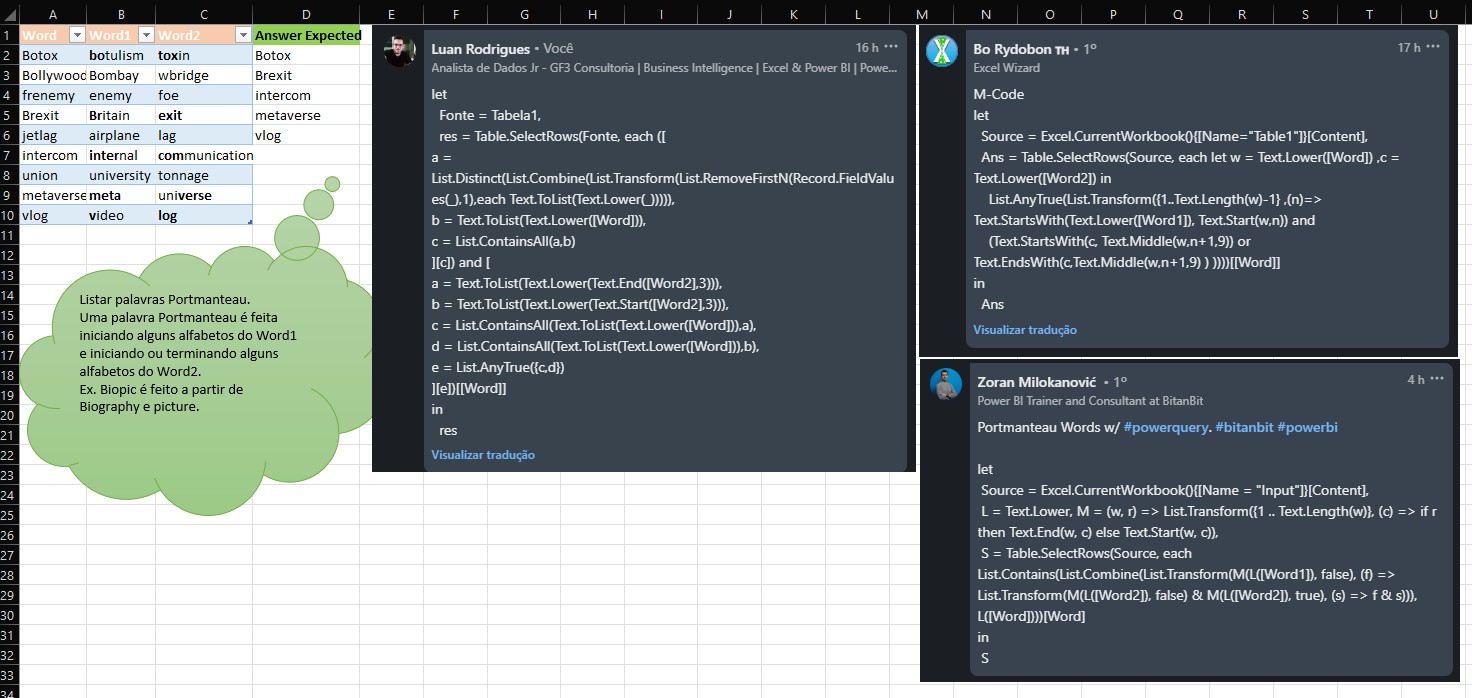 A B C D E F G H I J K L M N O P Q R S T U
1 Word Word1 Word2 Answer Expected
2 Botox botulism toxin Botox
3 Bollywood Bombay wbridge Brexit
4 frenemy enemy foe intercom
5 Brexit Britain exit metaverse
6 jetlag airplane lag vlog
7 intercom internal communication
8 union university tonnage
9 metaverse meta universe
10 vlog video log
11
12
13
14
15
16
17
18
19
20
21
22
23
24
25
26
27
28
29
30
31
32
33
34
Listar palavras Portmanteau.
Uma palavra Portmanteau é feita
iniciando alguns alfabetos do Word1
e iniciando ou terminando alguns
alfabetos do Word2.
Ex. Biopic é feito a partir de
Biography e picture.
Luan Rodrigues • Você 16 h •••
Analista de Dados Jr - GF3 Consultoria | Business Intelligence | Excel & Power BI | Powe...
let
Fonte = Tabela1,
res = Table.SelectRows(Fonte, each ([
a =
List.Distinct(List.Combine(List.Transform(List.RemoveFirstN(Record.FieldValu
es(_),1),each Text.ToList(Text.Lower(_))))),
b = Text.ToList(Text.Lower([Word])),
c = List.ContainsAll(a,b)
][c]) and [
a = Text.ToList(Text.Lower(Text.End([Word2],3))),
b = Text.ToList(Text.Lower(Text.Start([Word2],3))),
c = List.ContainsAll(Text.ToList(Text.Lower([Word])),a),
d = List.ContainsAll(Text.ToList(Text.Lower([Word])),b),
e = List.AnyTrue({c,d})
][e])[[Word]]
in
res
Visualizar tradução
Bo Rydobon TH • 1º 17 h •••
Excel Wizard
M-Code
let
Source = Excel.CurrentWorkbook(){[Name="Table1"]}[Content],
Ans = Table.SelectRows(Source, each let w = Text.Lower([Word]) ,c =
Text.Lower([Word2]) in
List.AnyTrue(List.Transform({1..Text.Length(w)-1} ,(n)=>
Text.StartsWith(Text.Lower([Word1]), Text.Start(w,n)) and
(Text.StartsWith(c, Text.Middle(w,n+1,9)) or
Text.EndsWith(c,Text.Middle(w,n+1,9) ) ) ))))[[Word]]
in
Ans
Visualizar tradução
Zoran Milokanović • 1º 4 h •••
Power BI Trainer and Consultant at BitanBit
Portmanteau Words w/ #powerquery. #bitanbit #powerbi
let
Source = Excel.CurrentWorkbook(){[Name = "Input"]}[Content],
L = Text.Lower, M = (w, r) => List.Transform({1 .. Text.Length(w)}, (c) => if r
then Text.End(w, c) else Text.Start(w, c)),
S = Table.SelectRows(Source, each
List.Contains(List.Combine(List.Transform(M(L([Word1]), false), (f) =>
List.Transform(M(L([Word2]), false) & M(L([Word2]), true), (s) => f & s))),
L([Word])))[Word]
in
S